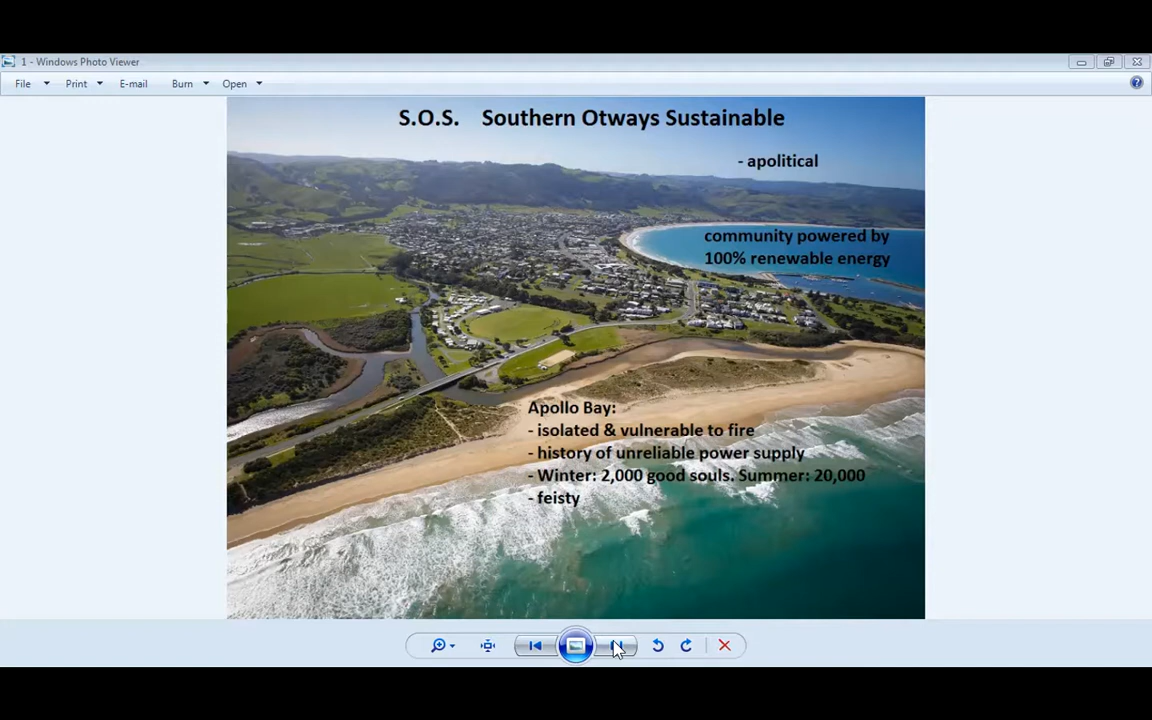 1 - Windows Photo Viewer
File Print E-mail Burn Open
S.O.S. Southern Otways Sustainable
- apolitical
community powered by
100% renewable energy
Apollo Bay:
- isolated & vulnerable to fire
- history of unreliable power supply
- Winter: 2,000 good souls. Summer: 20,000
- feisty